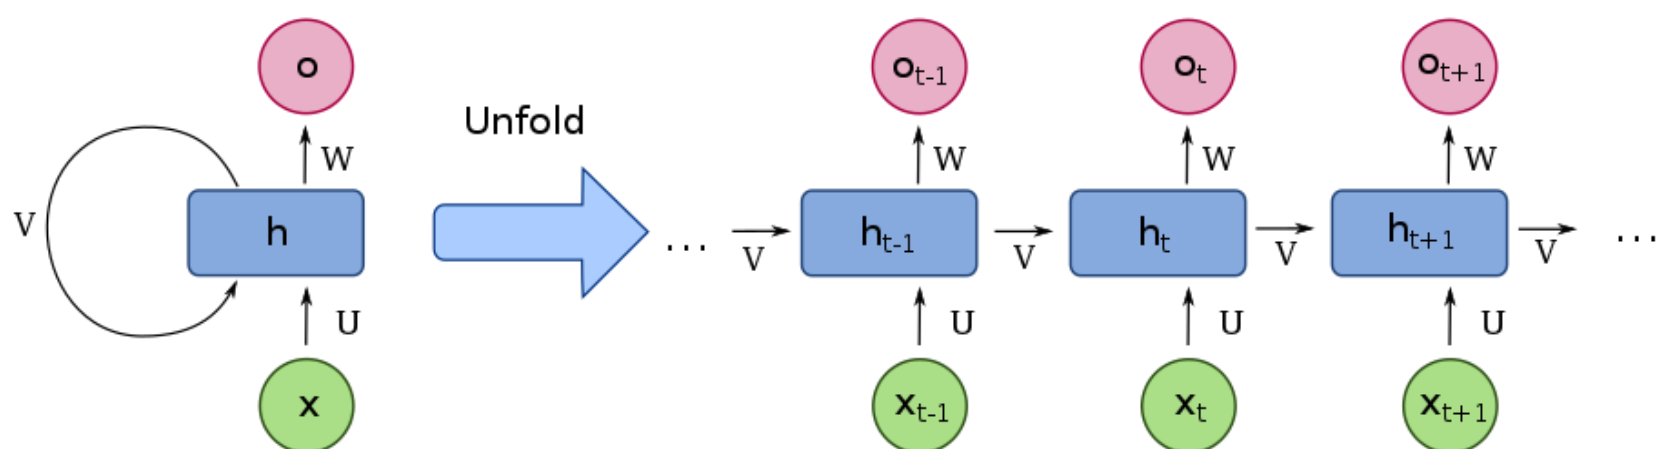 o o_{t-1} o_t o_{t+1}
Unfold
W W W W
V h ... V h_{t-1} V h_t V h_{t+1} V ...
U U U U
x x_{t-1} x_t x_{t+1}